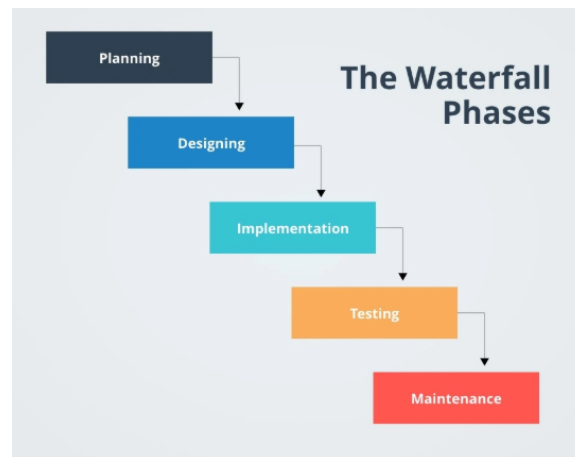 Planning
The Waterfall
Phases
Designing
Implementation
Testing
Maintenance